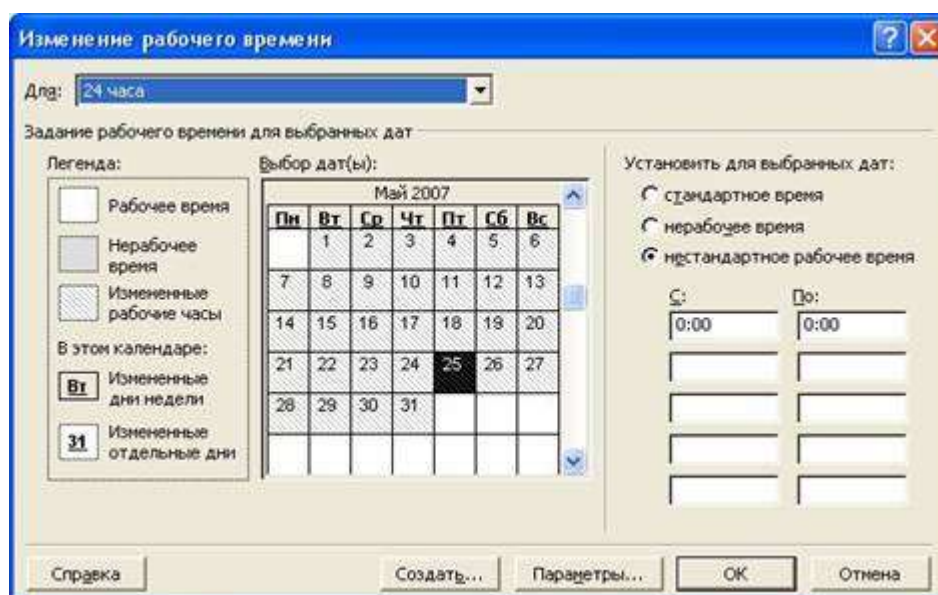 Изменение рабочего времени
Для: 24 часа
Задание рабочего времени для выбранных дат
Легенда:
Рабочее время
Нерабочее
время
Измененные
рабочие часы
В этом календаре:
Вт
Измененные
дни недели
31
Измененные
отдельные дни
Выбор дат(ы):
Май 2007
Пн Вт Ср Чт Пт Сб Вс
1 2 3 4 5 6
7 8 9 10 11 12 13
14 15 16 17 18 19 20
21 22 23 24 25 26 27
28 29 30 31
Установить для выбранных дат:
стандартное время
нерабочее время
нестандартное рабочее время
С: По:
0:00 0:00
Справка Создать... Параметры... ОК Отмена